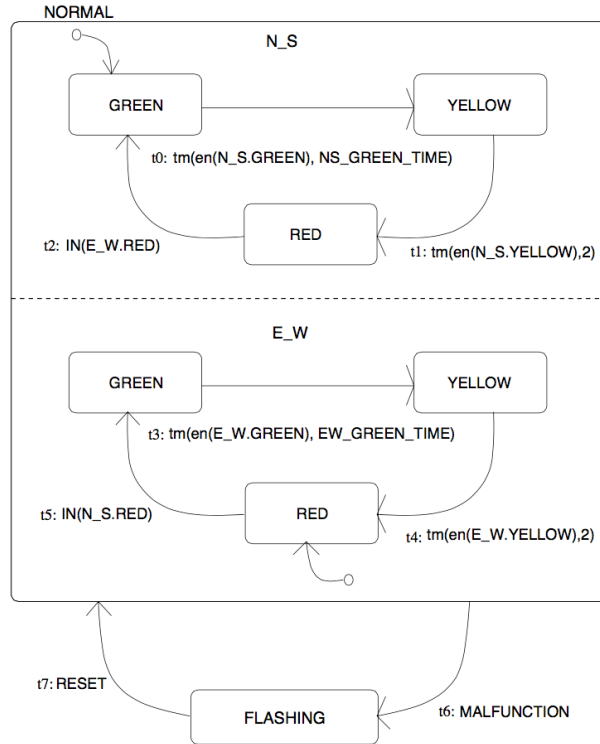 NORMAL
N_S
GREEN
YELLOW
t0: tm(en(N_S.GREEN), NS_GREEN_TIME)
RED
t2: IN(E_W.RED)
t1: tm(en(N_S.YELLOW),2)
E_W
GREEN
YELLOW
t3: tm(en(E_W.GREEN), EW_GREEN_TIME)
t5: IN(N_S.RED)
RED
t4: tm(en(E_W.YELLOW),2)
t7: RESET
FLASHING
t6: MALFUNCTION